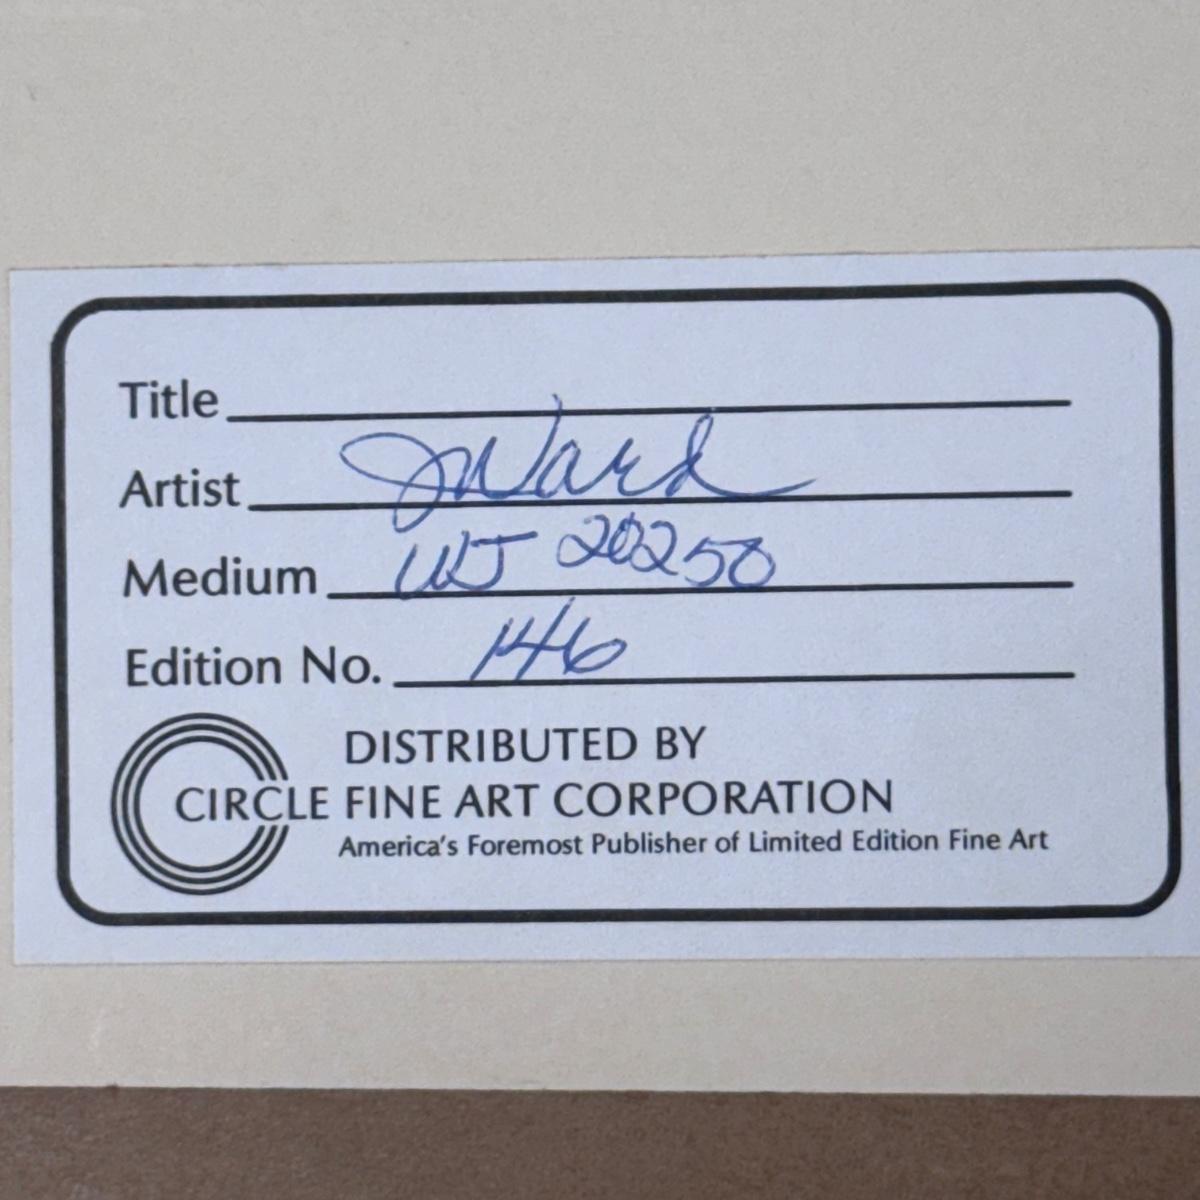 Title
Artist J Ward
Medium WJ 20250
Edition No. 146
DISTRIBUTED BY
CIRCLE FINE ART CORPORATION
America's Foremost Publisher of Limited Edition Fine Art